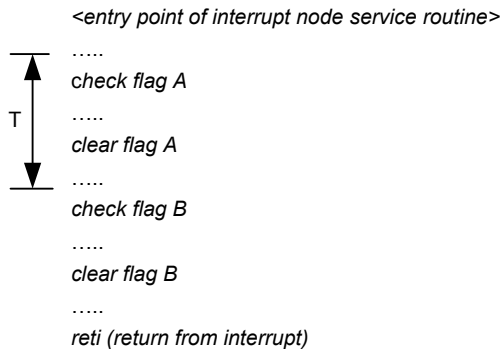 <entry point of interrupt node service routine>
…..
check flag A
T
…..
clear flag A
…..
check flag B
…..
clear flag B
…..
reti (return from interrupt)